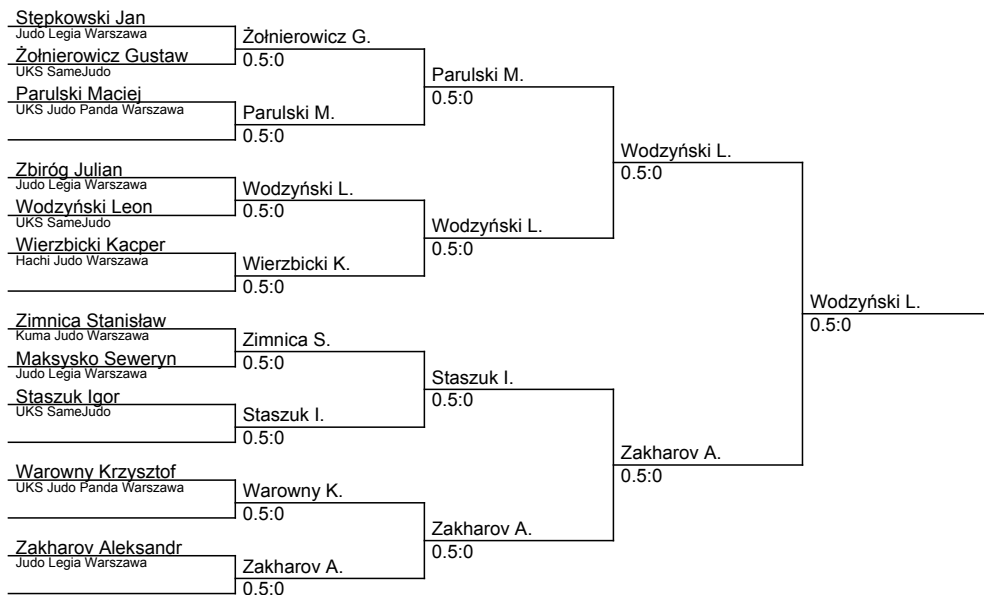 Stępkowski Jan
Judo Legia Warszawa
Żołnierowicz Gustaw
UKS SameJudo
Parulski Maciej
UKS Judo Panda Warszawa
Zbiróg Julian
Judo Legia Warszawa
Wodzyński Leon
UKS SameJudo
Wierzbicki Kacper
Hachi Judo Warszawa
Zimnica Stanisław
Kuma Judo Warszawa
Maksysko Seweryn
Judo Legia Warszawa
Staszuk Igor
UKS SameJudo
Warowny Krzysztof
UKS Judo Panda Warszawa
Zakharov Aleksandr
Judo Legia Warszawa
Żołnierowicz G.
0.5:0
Parulski M.
0.5:0
Wodzyński L.
0.5:0
Wierzbicki K.
0.5:0
Zimnica S.
0.5:0
Staszuk I.
0.5:0
Warowny K.
0.5:0
Zakharov A.
0.5:0
Parulski M.
0.5:0
Wodzyński L.
0.5:0
Staszuk I.
0.5:0
Zakharov A.
0.5:0
Wodzyński L.
0.5:0
Zakharov A.
0.5:0
Wodzyński L.
0.5:0